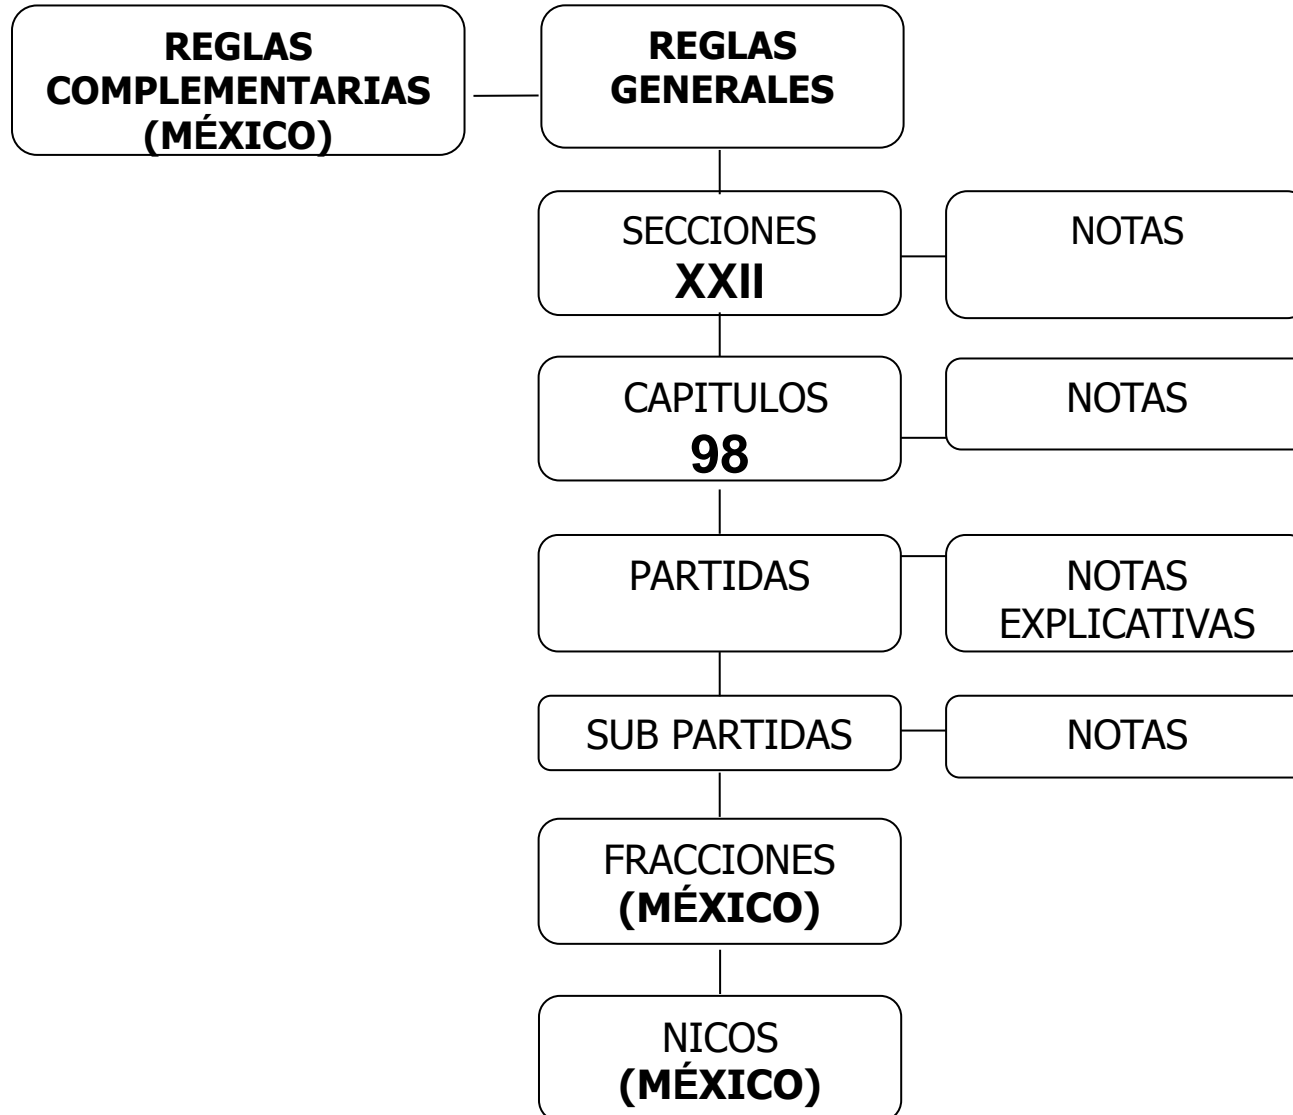 REGLAS
COMPLEMENTARIAS
(MÉXICO)
REGLAS
GENERALES
SECCIONES
XXII
NOTAS
CAPITULOS
98
NOTAS
PARTIDAS
NOTAS
EXPLICATIVAS
SUB PARTIDAS
NOTAS
FRACCIONES
(MÉXICO)
NICOS
(MÉXICO)